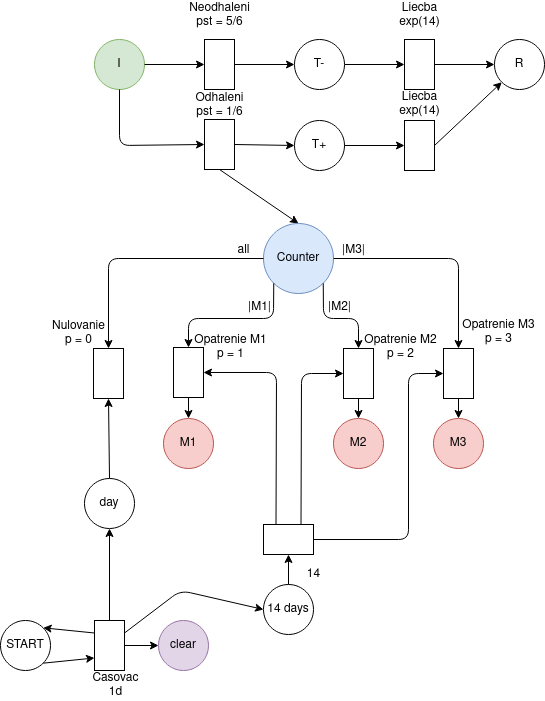 Neodhaleni
pst = 5/6
Liecba
exp(14)
I
T-
R
Odhaleni
pst = 1/6
Liecba
exp(14)
T+
Counter
all
|M3|
|M1|
|M2|
Nulovanie
p = 0
Opatrenie M1
p = 1
Opatrenie M2
p = 2
Opatrenie M3
p = 3
M1
M2
M3
day
14
14 days
START
clear
Casovac
1d